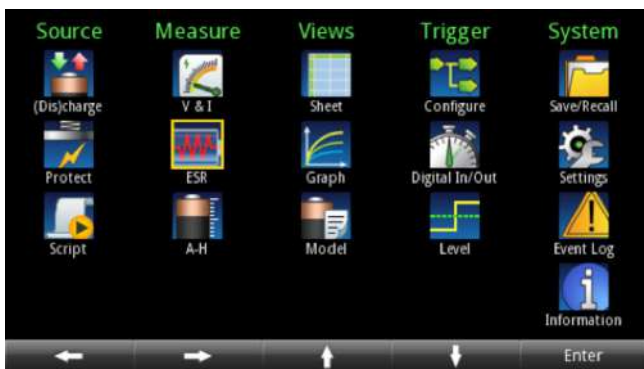 Source Measure Views Trigger System
(Dis)charge V & I Sheet Configure Save/Recall
Protect ESR Graph Digital In/Out Settings
Script A-H Model Level Event Log
Information
Enter